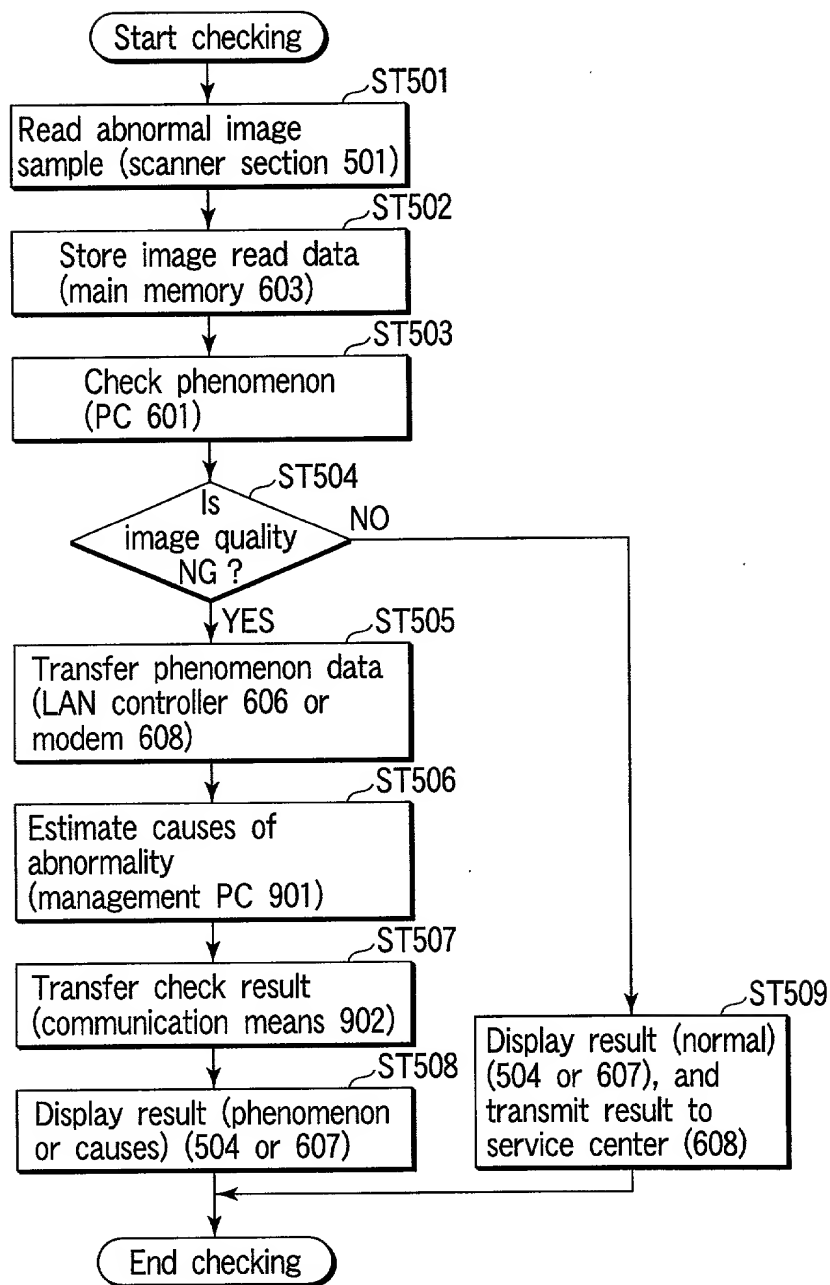 Start checking
ST501
Read abnormal image
sample (scanner section 501)
ST502
Store image read data
(main memory 603)
ST503
Check phenomenon
(PC 601)
ST504
Is
image quality
NG ?
NO
YES
ST505
Transfer phenomenon data
(LAN controller 606 or
modem 608)
ST506
Estimate causes of
abnormality
(management PC 901)
ST507
Transfer check result
(communication means 902)
ST508
Display result (phenomenon
or causes) (504 or 607)
ST509
Display result (normal)
(504 or 607), and
transmit result to
service center (608)
End checking